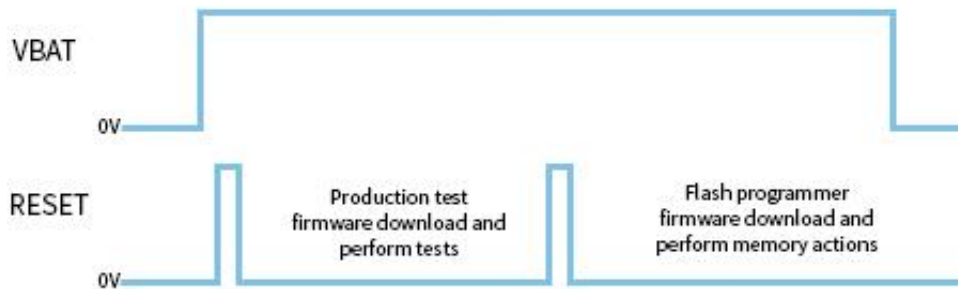 VBAT
0V
RESET
Production test
firmware download and
perform tests
Flash programmer
firmware download and
perform memory actions
0V